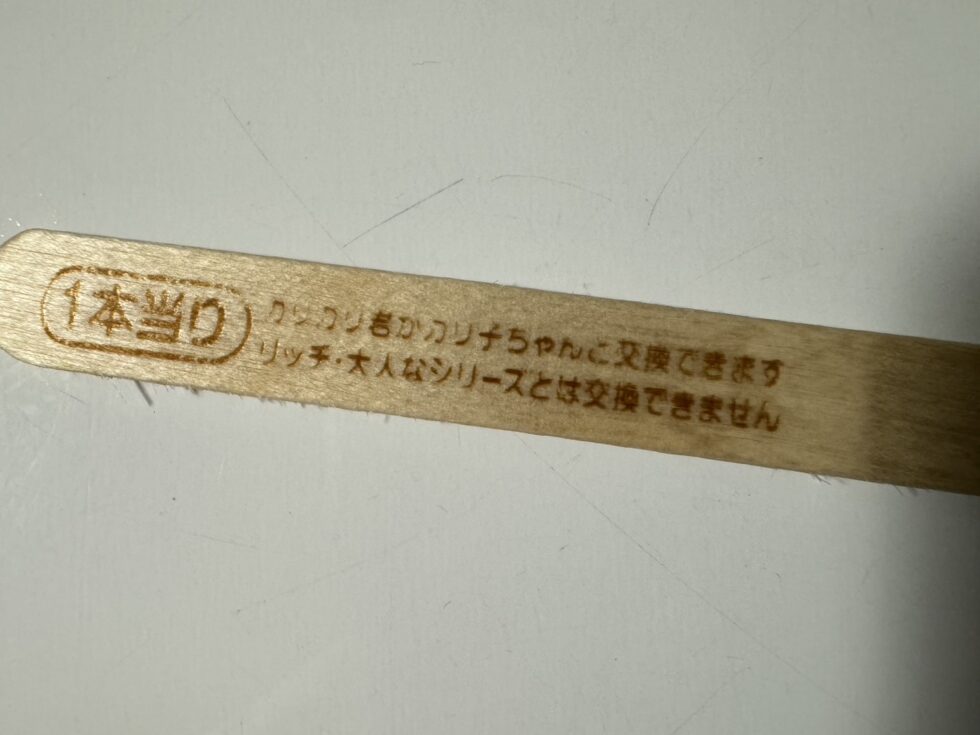 1本当り
ガリガリ君かガリ子ちゃんと交換できます
リッチ・大人なシリーズとは交換できません